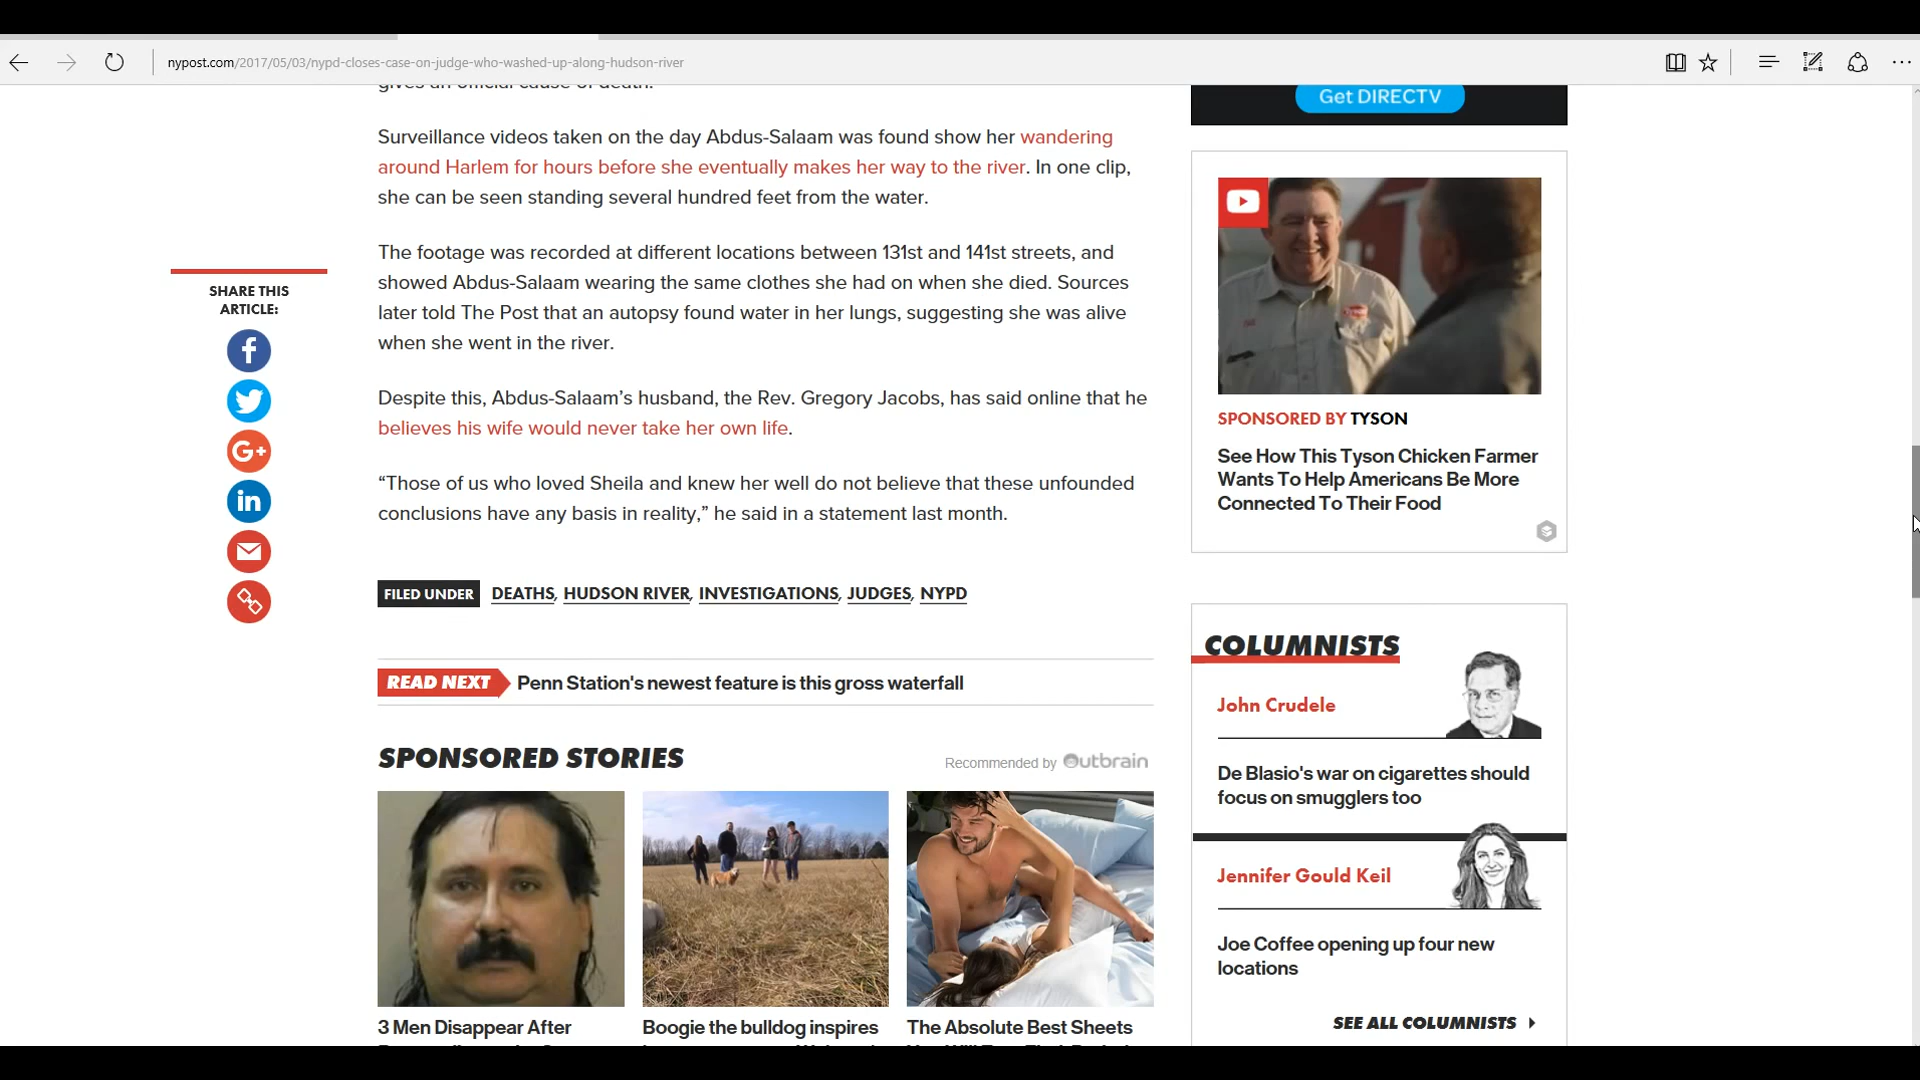 nypost.com/2017/05/03/nypd-closes-case-on-judge-who-washed-up-along-hudson-river
gives an official cause of death.
Surveillance videos taken on the day Abdus-Salaam was found show her wandering
around Harlem for hours before she eventually makes her way to the river. In one clip,
she can be seen standing several hundred feet from the water.
The footage was recorded at different locations between 131st and 141st streets, and
showed Abdus-Salaam wearing the same clothes she had on when she died. Sources
later told The Post that an autopsy found water in her lungs, suggesting she was alive
when she went in the river.
Despite this, Abdus-Salaam’s husband, the Rev. Gregory Jacobs, has said online that he
believes his wife would never take her own life.
“Those of us who loved Sheila and knew her well do not believe that these unfounded
conclusions have any basis in reality,” he said in a statement last month.
SHARE THIS
ARTICLE:
FILED UNDER DEATHS, HUDSON RIVER, INVESTIGATIONS, JUDGES, NYPD
READ NEXT Penn Station's newest feature is this gross waterfall
SPONSORED STORIES
Recommended by Outbrain
3 Men Disappear After
Boogie the bulldog inspires
The Absolute Best Sheets
Get DIRECTV
SPONSORED BY TYSON
See How This Tyson Chicken Farmer
Wants To Help Americans Be More
Connected To Their Food
COLUMNISTS
John Crudele
De Blasio's war on cigarettes should
focus on smugglers too
Jennifer Gould Keil
Joe Coffee opening up four new
locations
SEE ALL COLUMNISTS